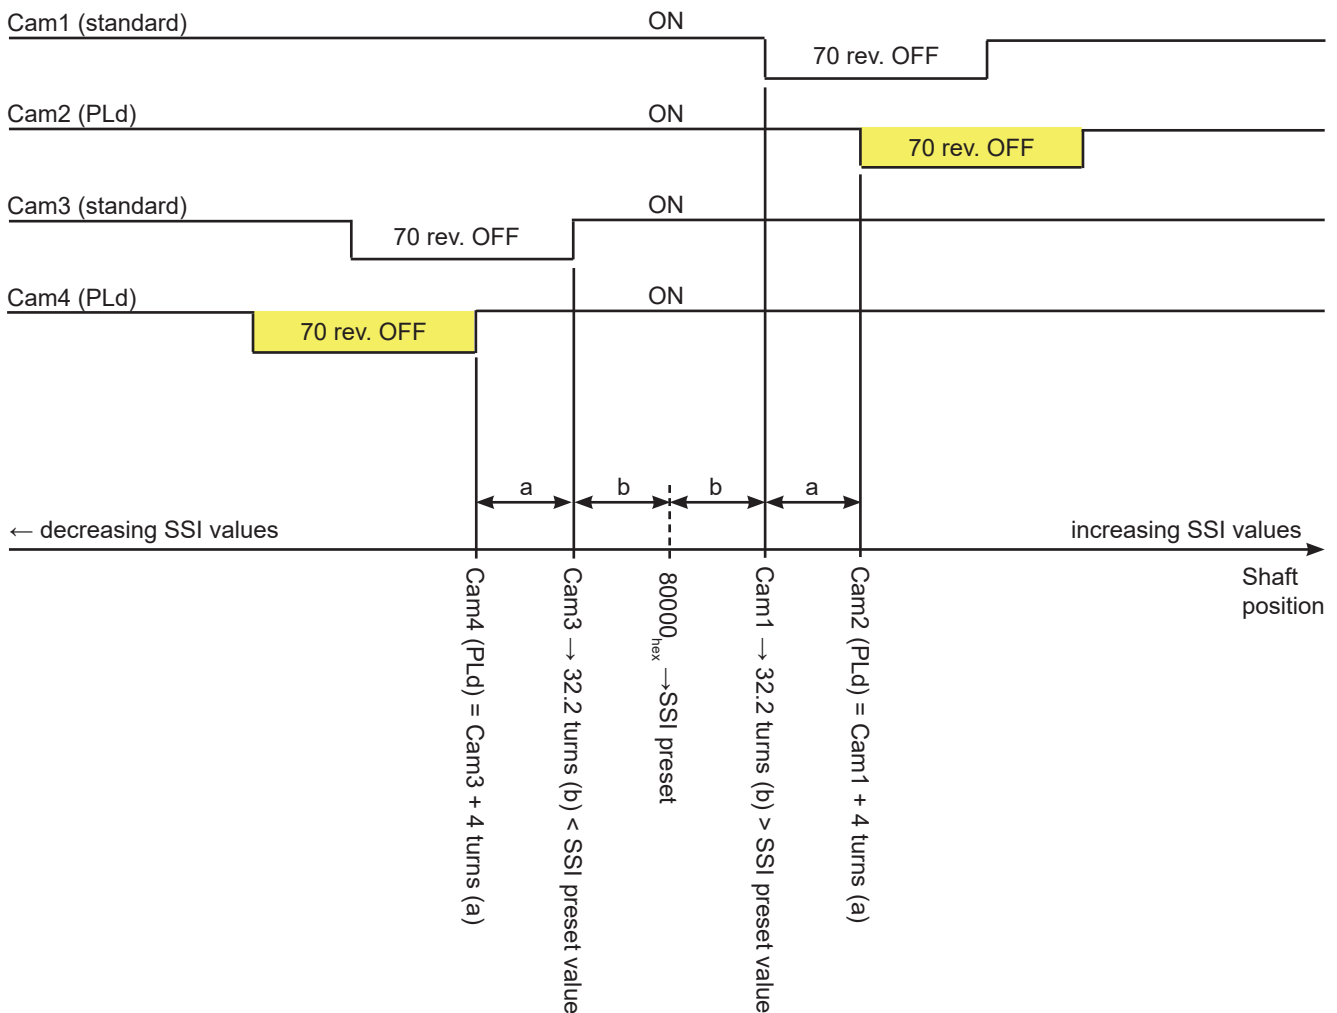 Cam1 (standard)
ON
70 rev. OFF
Cam2 (PLd)
ON
70 rev. OFF
Cam3 (standard)
ON
70 rev. OFF
Cam4 (PLd)
ON
70 rev. OFF
a
b
b
a
← decreasing SSI values
increasing SSI values
Shaft
position
Cam4 (PLd) = Cam3 + 4 turns (a)
Cam3 → 32.2 turns (b) < SSI preset value
80000hex →SSI preset
Cam1 → 32.2 turns (b) > SSI preset value
Cam2 (PLd) = Cam1 + 4 turns (a)